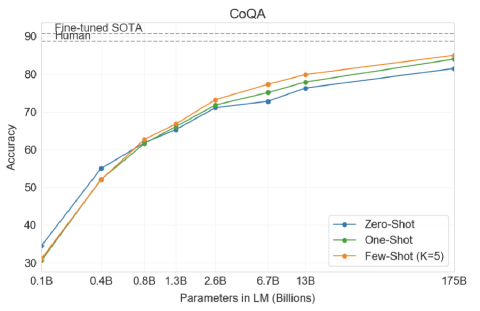 CoQA
Fine-tuned SOTA
Human
90
80
70
60
50
40
30
Accuracy
Zero-Shot
One-Shot
Few-Shot (K=5)
0.1B 0.4B 0.8B 1.3B 2.6B 6.7B 13B 175B
Parameters in LM (Billions)